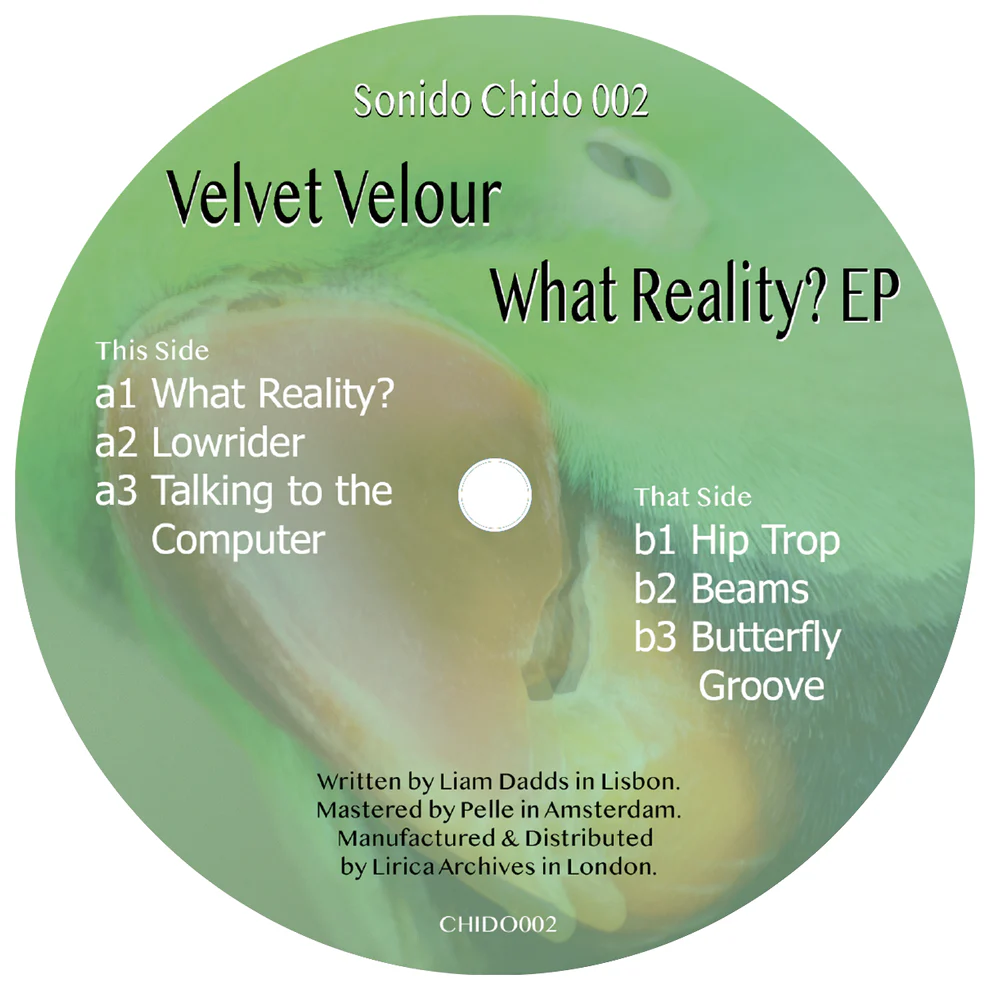 Sonido Chido 002
Velvet Velour
What Reality? EP
This Side
a1 What Reality?
a2 Lowrider
a3 Talking to the
Computer
That Side
b1 Hip Trop
b2 Beams
b3 Butterfly
Groove
Written by Liam Dadds in Lisbon.
Mastered by Pelle in Amsterdam.
Manufactured & Distributed
by Lirica Archives in London.
CHIDO002